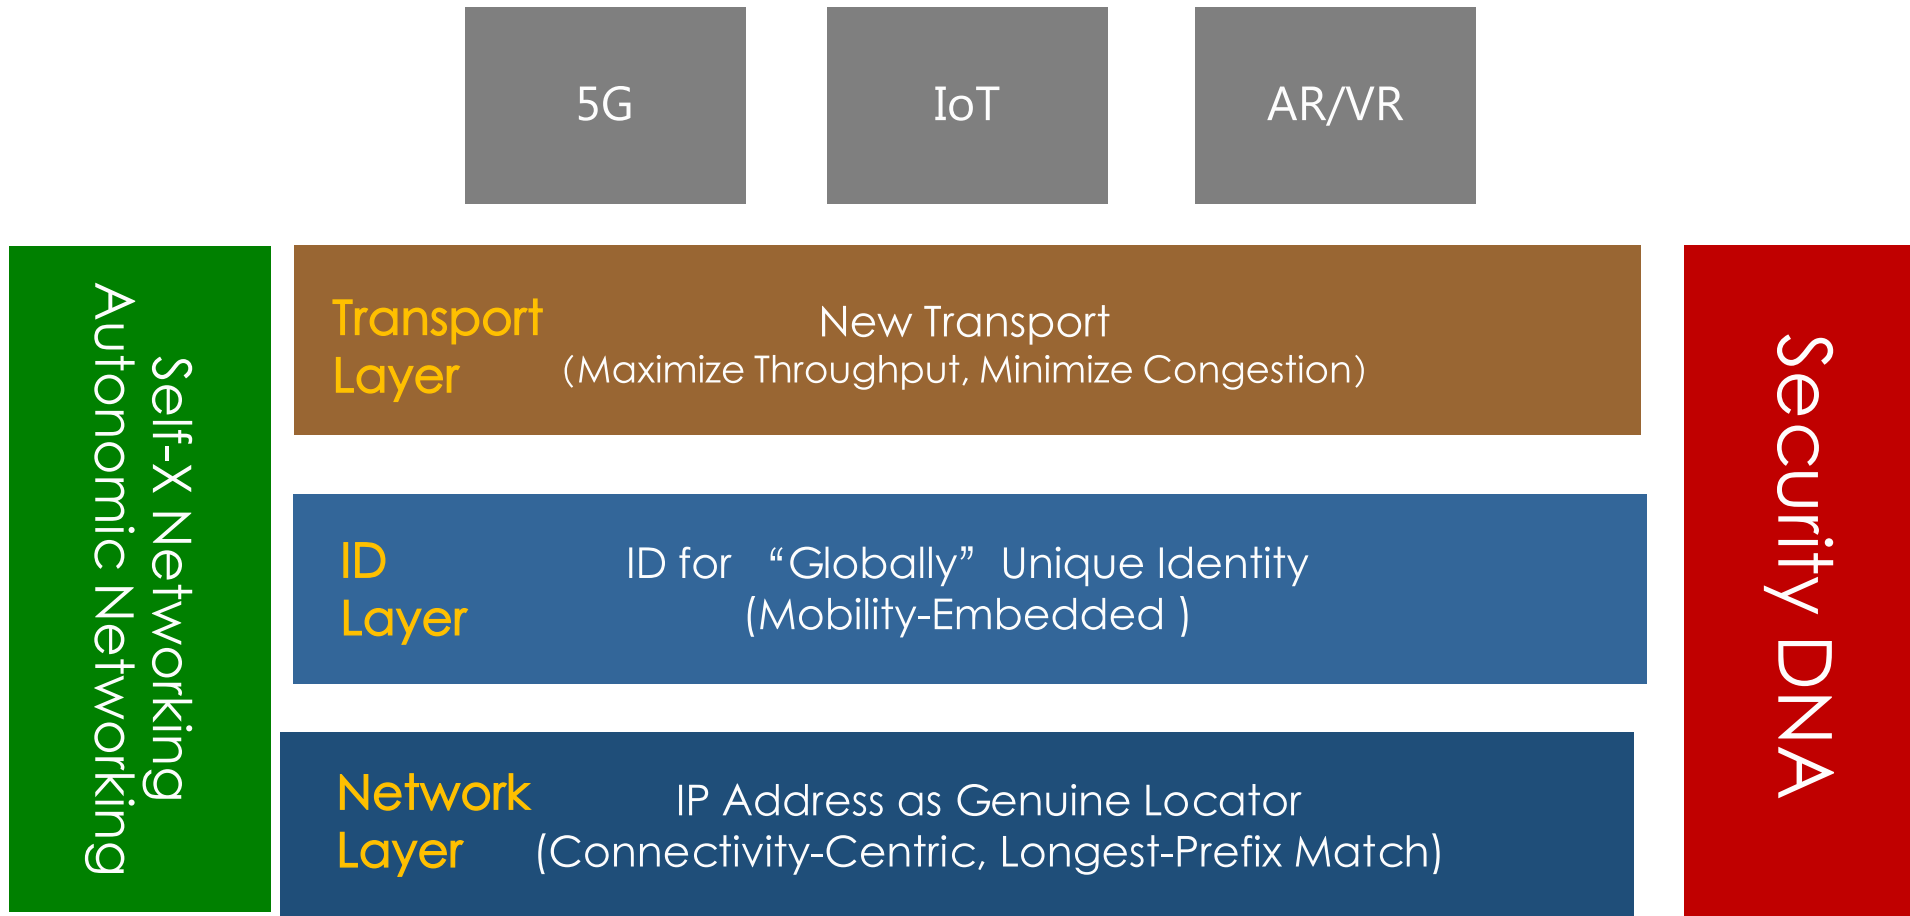 5G
IoT
AR/VR
Self-X Networking
Autonomic Networking
Transport
Layer
New Transport
(Maximize Throughput, Minimize Congestion)
ID
Layer
ID for “Globally” Unique Identity
(Mobility-Embedded )
Network
Layer
IP Address as Genuine Locator
(Connectivity-Centric, Longest-Prefix Match)
Security DNA